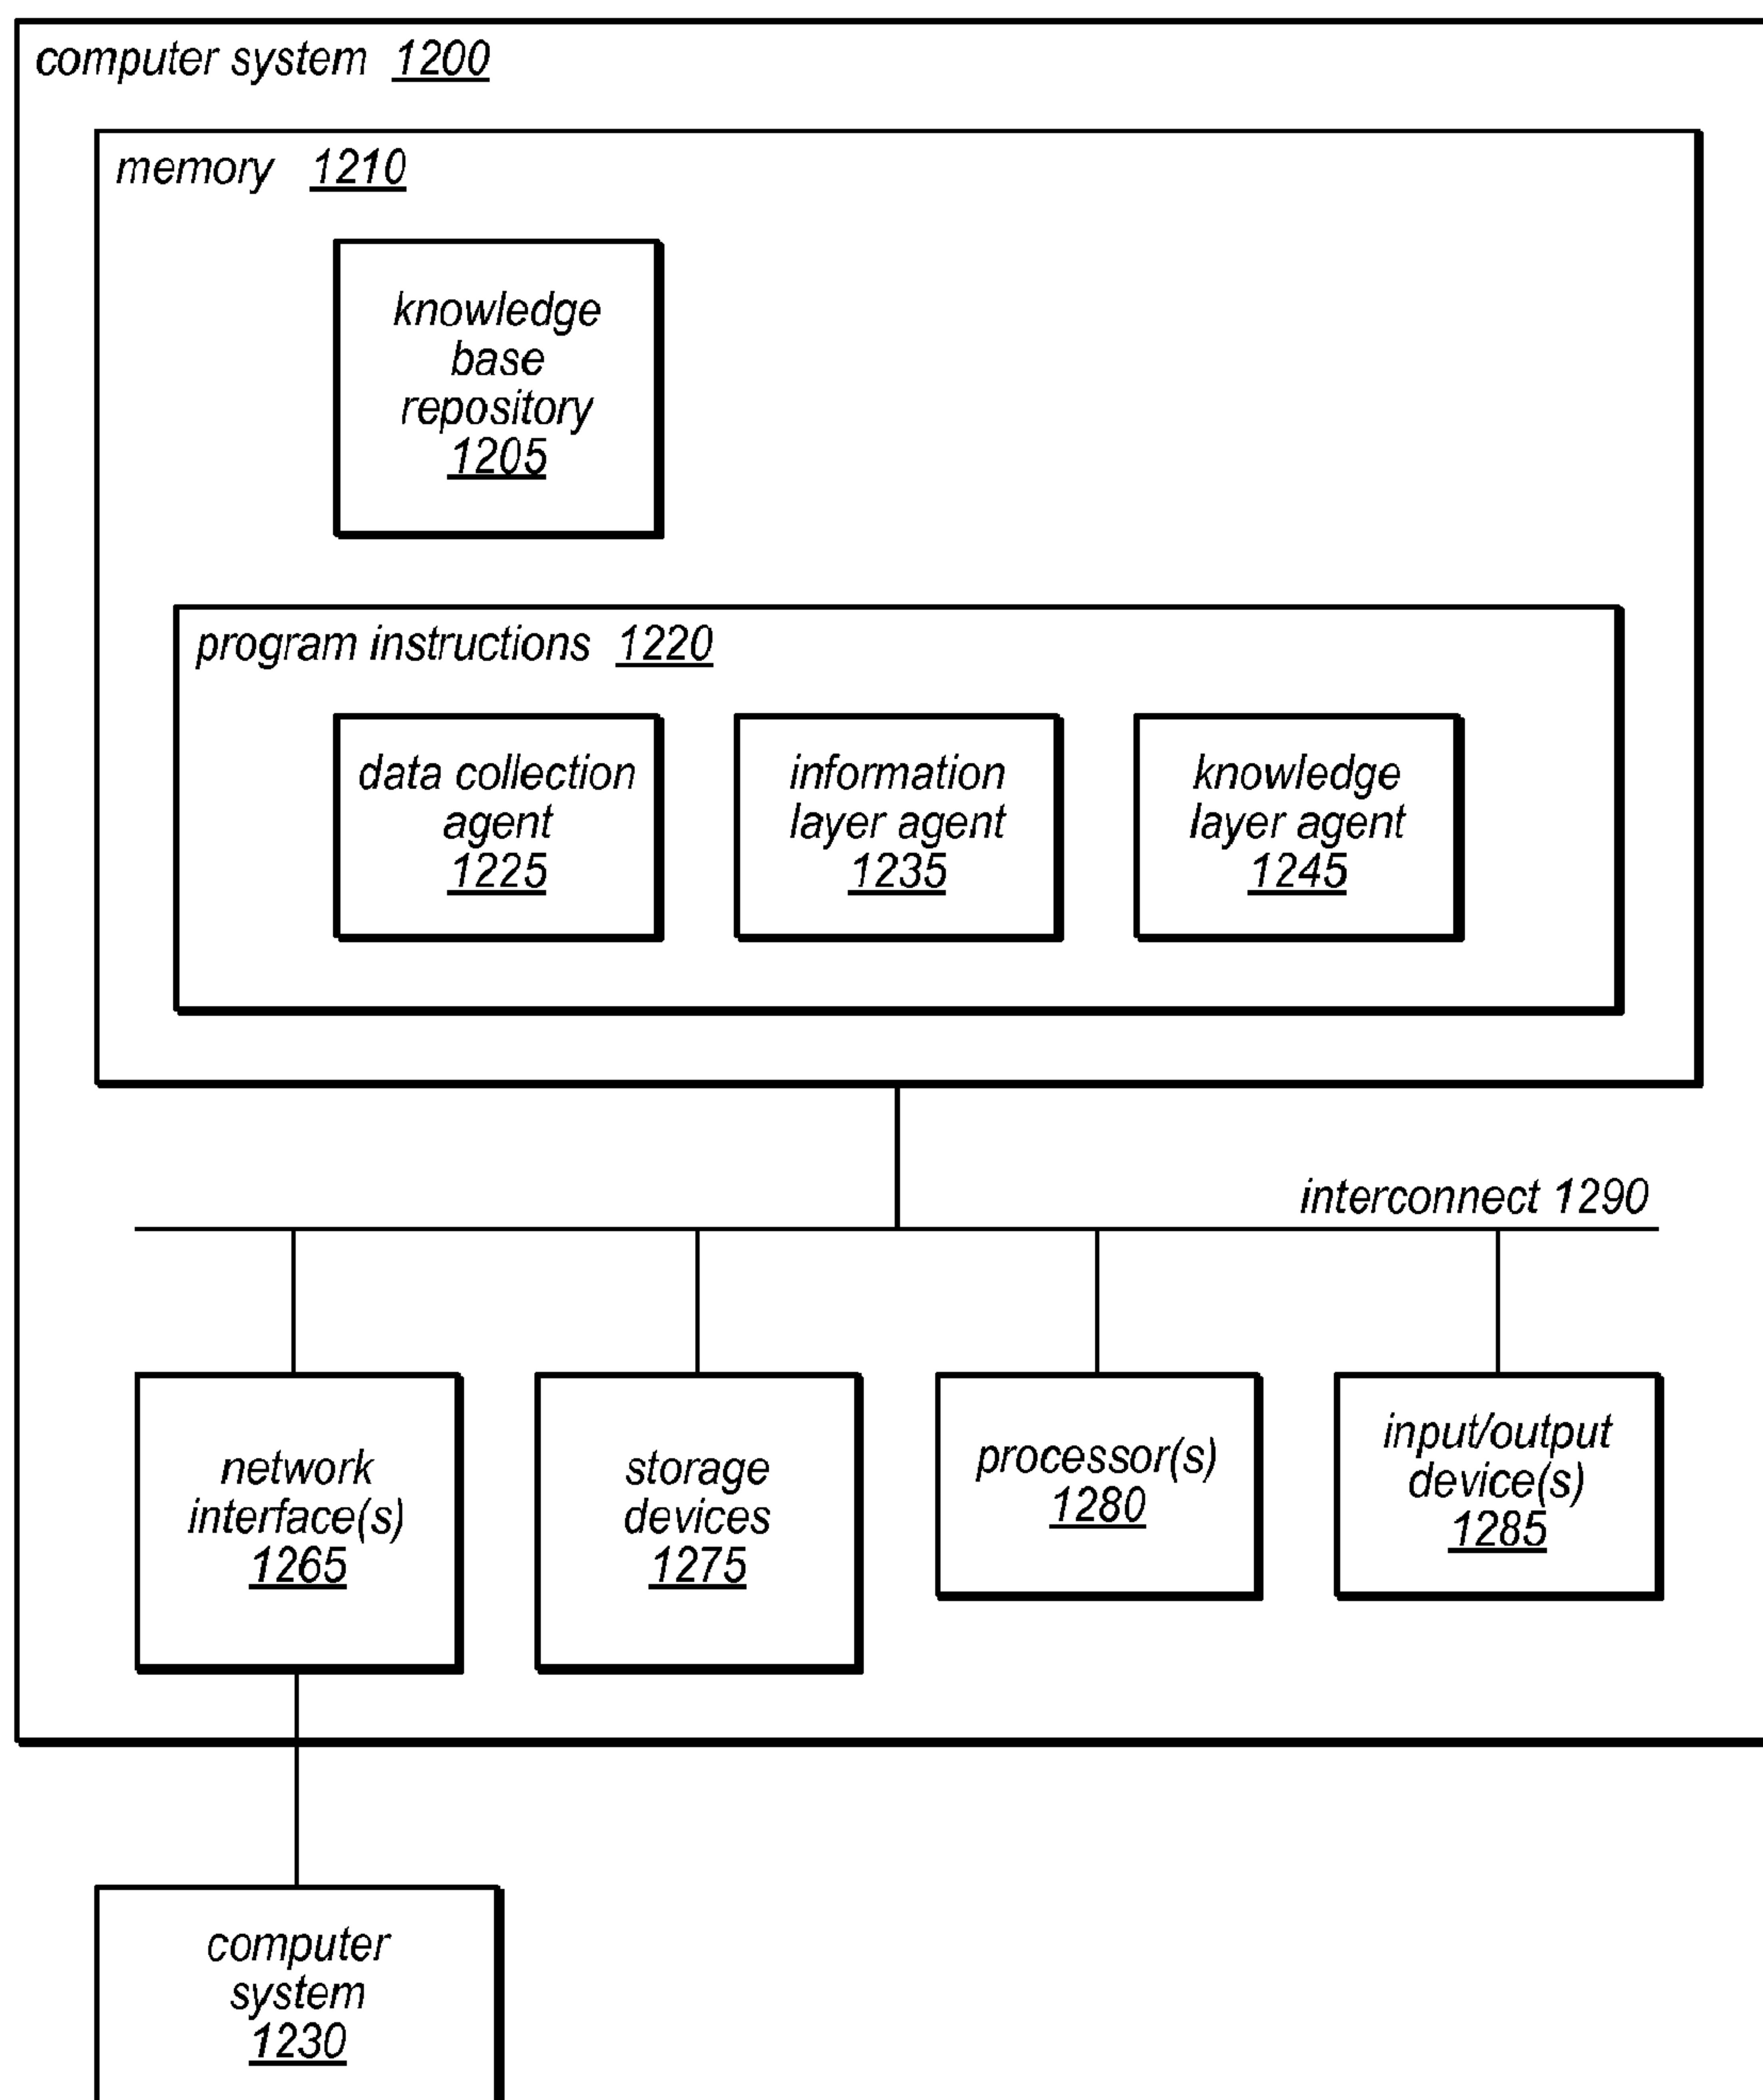 computer system 1200
memory 1210
knowledge
base
repository
1205
program instructions 1220
data collection
agent
1225
information
layer agent
1235
knowledge
layer agent
1245
interconnect 1290
network
interface(s)
1265
storage
devices
1275
processor(s)
1280
input/output
device(s)
1285
computer
system
1230